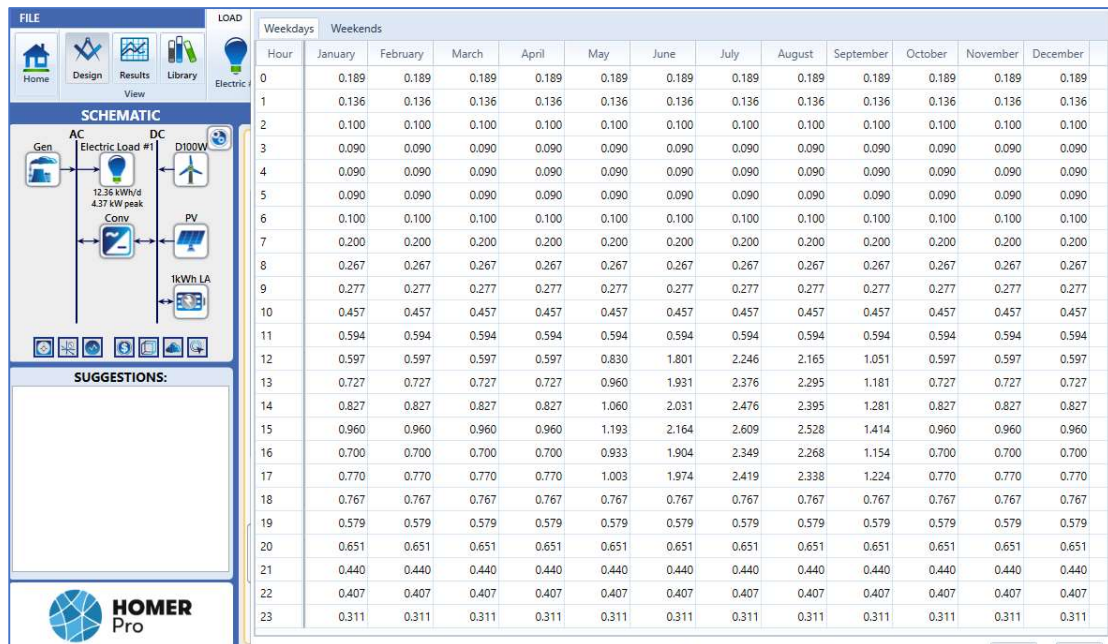 FILE
LOAD
Home
Design
Results
Library
View
Electric
SCHEMATIC
AC
DC
Gen
Electric Load #1
D100W
12.36 kWh/d
4.37 kW peak
Conv
PV
1kWh LA
SUGGESTIONS:
HOMER
Pro
Weekdays Weekends
Hour January February March April May June July August September October November December
0 0.189 0.189 0.189 0.189 0.189 0.189 0.189 0.189 0.189 0.189 0.189 0.189
1 0.136 0.136 0.136 0.136 0.136 0.136 0.136 0.136 0.136 0.136 0.136 0.136
2 0.100 0.100 0.100 0.100 0.100 0.100 0.100 0.100 0.100 0.100 0.100 0.100
3 0.090 0.090 0.090 0.090 0.090 0.090 0.090 0.090 0.090 0.090 0.090 0.090
4 0.090 0.090 0.090 0.090 0.090 0.090 0.090 0.090 0.090 0.090 0.090 0.090
5 0.090 0.090 0.090 0.090 0.090 0.090 0.090 0.090 0.090 0.090 0.090 0.090
6 0.100 0.100 0.100 0.100 0.100 0.100 0.100 0.100 0.100 0.100 0.100 0.100
7 0.200 0.200 0.200 0.200 0.200 0.200 0.200 0.200 0.200 0.200 0.200 0.200
8 0.267 0.267 0.267 0.267 0.267 0.267 0.267 0.267 0.267 0.267 0.267 0.267
9 0.277 0.277 0.277 0.277 0.277 0.277 0.277 0.277 0.277 0.277 0.277 0.277
10 0.457 0.457 0.457 0.457 0.457 0.457 0.457 0.457 0.457 0.457 0.457 0.457
11 0.594 0.594 0.594 0.594 0.594 0.594 0.594 0.594 0.594 0.594 0.594 0.594
12 0.597 0.597 0.597 0.597 0.830 1.801 2.246 2.165 1.051 0.597 0.597 0.597
13 0.727 0.727 0.727 0.727 0.960 1.931 2.376 2.295 1.181 0.727 0.727 0.727
14 0.827 0.827 0.827 0.827 1.060 2.031 2.476 2.395 1.281 0.827 0.827 0.827
15 0.960 0.960 0.960 0.960 1.193 2.164 2.609 2.528 1.414 0.960 0.960 0.960
16 0.700 0.700 0.700 0.700 0.933 1.904 2.349 2.268 1.154 0.700 0.700 0.700
17 0.770 0.770 0.770 0.770 1.003 1.974 2.419 2.338 1.224 0.770 0.770 0.770
18 0.767 0.767 0.767 0.767 0.767 0.767 0.767 0.767 0.767 0.767 0.767 0.767
19 0.579 0.579 0.579 0.579 0.579 0.579 0.579 0.579 0.579 0.579 0.579 0.579
20 0.651 0.651 0.651 0.651 0.651 0.651 0.651 0.651 0.651 0.651 0.651 0.651
21 0.440 0.440 0.440 0.440 0.440 0.440 0.440 0.440 0.440 0.440 0.440 0.440
22 0.407 0.407 0.407 0.407 0.407 0.407 0.407 0.407 0.407 0.407 0.407 0.407
23 0.311 0.311 0.311 0.311 0.311 0.311 0.311 0.311 0.311 0.311 0.311 0.311